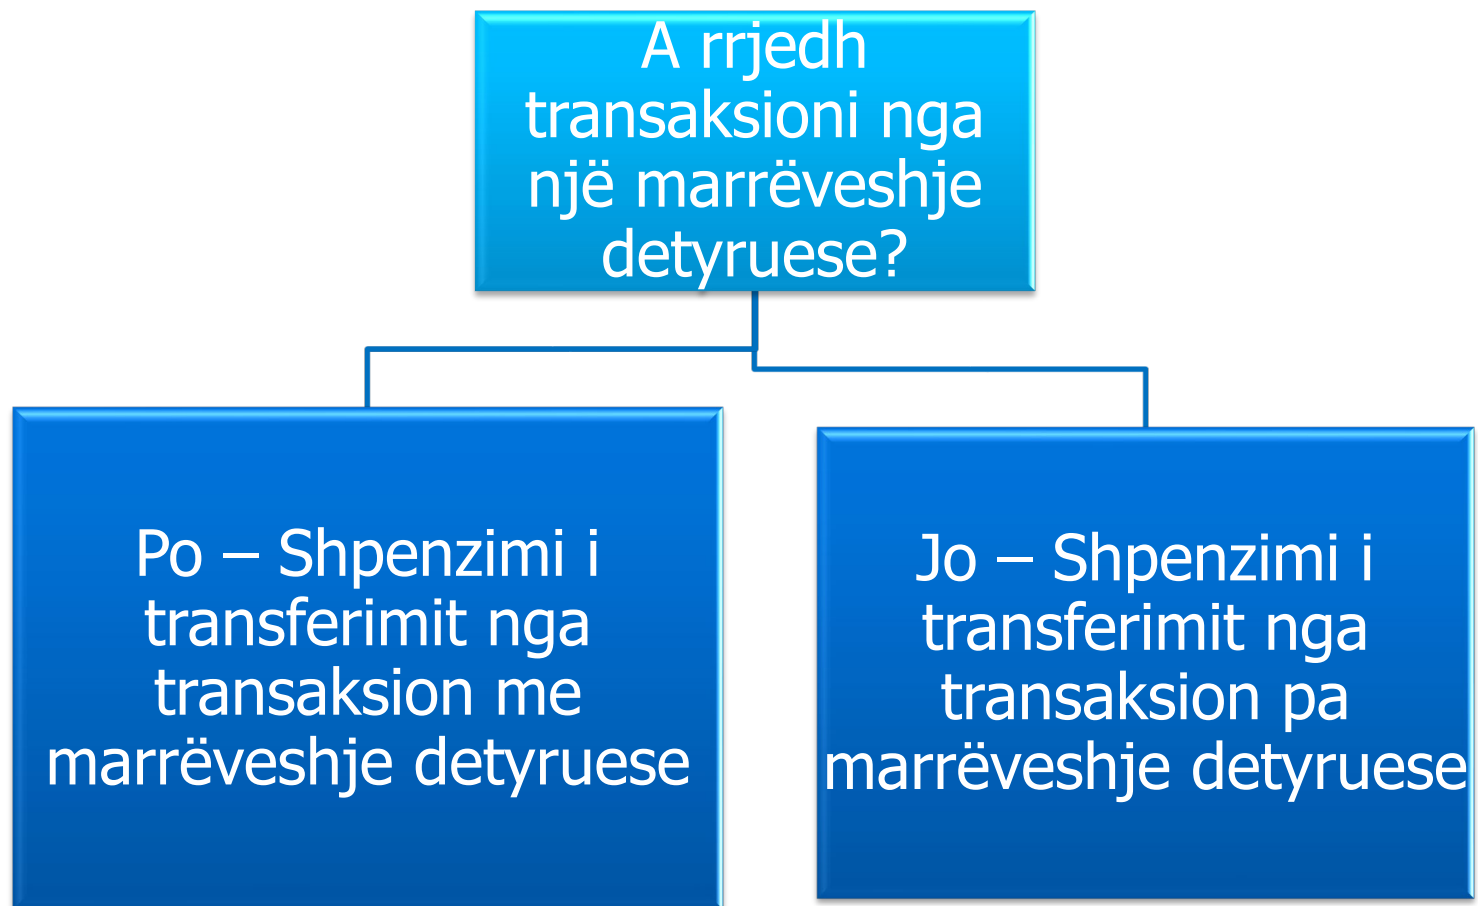 A rrjedh
transaksioni nga
një marrëveshje
detyruese?
Po – Shpenzimi i
transferimit nga
transaksion me
marrëveshje detyruese
Jo – Shpenzimi i
transferimit nga
transaksion pa
marrëveshje detyruese